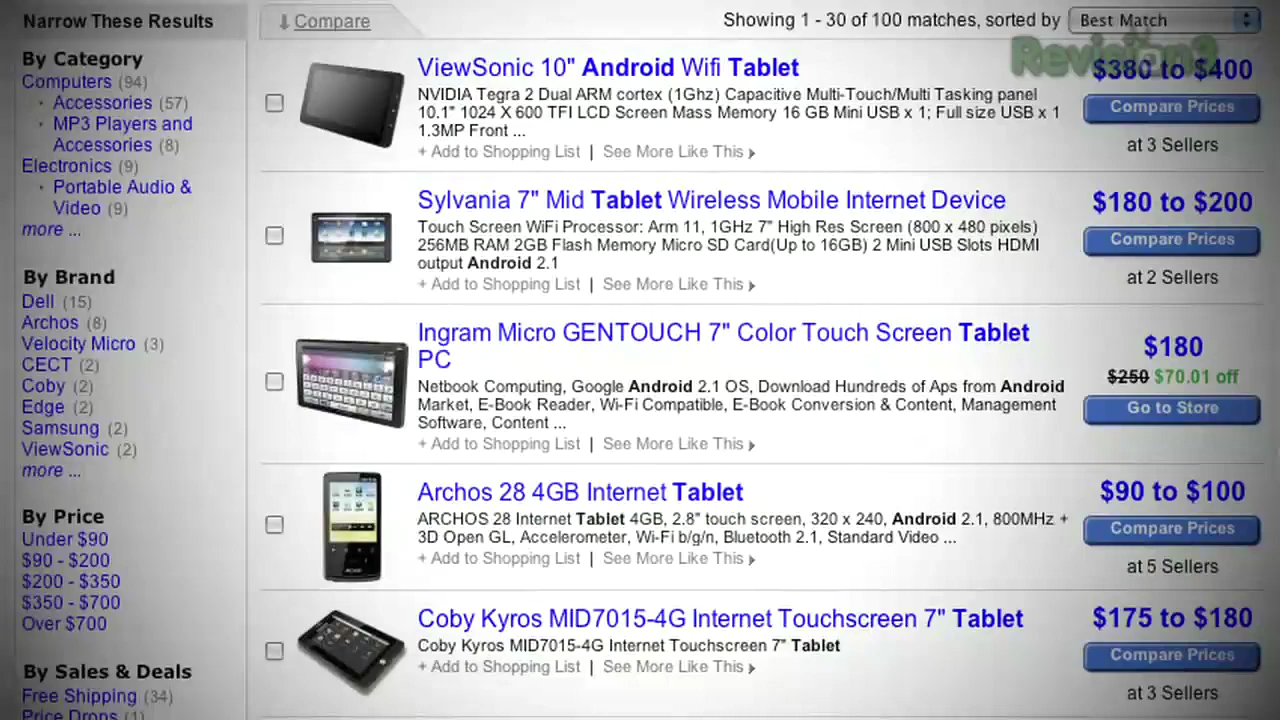 Narrow These Results
By Category
Computers (94)
· Accessories (57)
· MP3 Players and
Accessories (8)
Electronics (9)
· Portable Audio &
Video (9)
more ...
By Brand
Dell (15)
Archos (8)
Velocity Micro (3)
CECT (2)
Coby (2)
Edge (2)
Samsung (2)
ViewSonic (2)
more ...
By Price
Under $90
$90 - $200
$200 - $350
$350 - $700
Over $700
By Sales & Deals
Free Shipping (34)
Price Drops (1)
Compare
Showing 1 - 30 of 100 matches, sorted by Best Match
Revision3
ViewSonic 10" Android Wifi Tablet
NVIDIA Tegra 2 Dual ARM cortex (1Ghz) Capacitive Multi-Touch/Multi Tasking panel
10.1" 1024 X 600 TFI LCD Screen Mass Memory 16 GB Mini USB x 1; Full size USB x 1
1.3MP Front ...
+ Add to Shopping List | See More Like This
$380 to $400
Compare Prices
at 3 Sellers
Sylvania 7" Mid Tablet Wireless Mobile Internet Device
Touch Screen WiFi Processor: Arm 11, 1GHz 7" High Res Screen (800 x 480 pixels)
256MB RAM 2GB Flash Memory Micro SD Card(Up to 16GB) 2 Mini USB Slots HDMI
output Android 2.1
+ Add to Shopping List | See More Like This
$180 to $200
Compare Prices
at 2 Sellers
Ingram Micro GENTOUCH 7" Color Touch Screen Tablet
PC
Netbook Computing, Google Android 2.1 OS, Download Hundreds of Aps from Android
Market, E-Book Reader, Wi-Fi Compatible, E-Book Conversion & Content, Management
Software, Content ...
+ Add to Shopping List | See More Like This
$180
$250 $70.01 off
Go to Store
Archos 28 4GB Internet Tablet
ARCHOS 28 Internet Tablet 4GB, 2.8" touch screen, 320 x 240, Android 2.1, 800MHz +
3D Open GL, Accelerometer, Wi-Fi b/g/n, Bluetooth 2.1, Standard Video ...
+ Add to Shopping List | See More Like This
$90 to $100
Compare Prices
at 5 Sellers
Coby Kyros MID7015-4G Internet Touchscreen 7" Tablet
Coby Kyros MID7015-4G Internet Touchscreen 7" Tablet
+ Add to Shopping List | See More Like This
$175 to $180
Compare Prices
at 3 Sellers